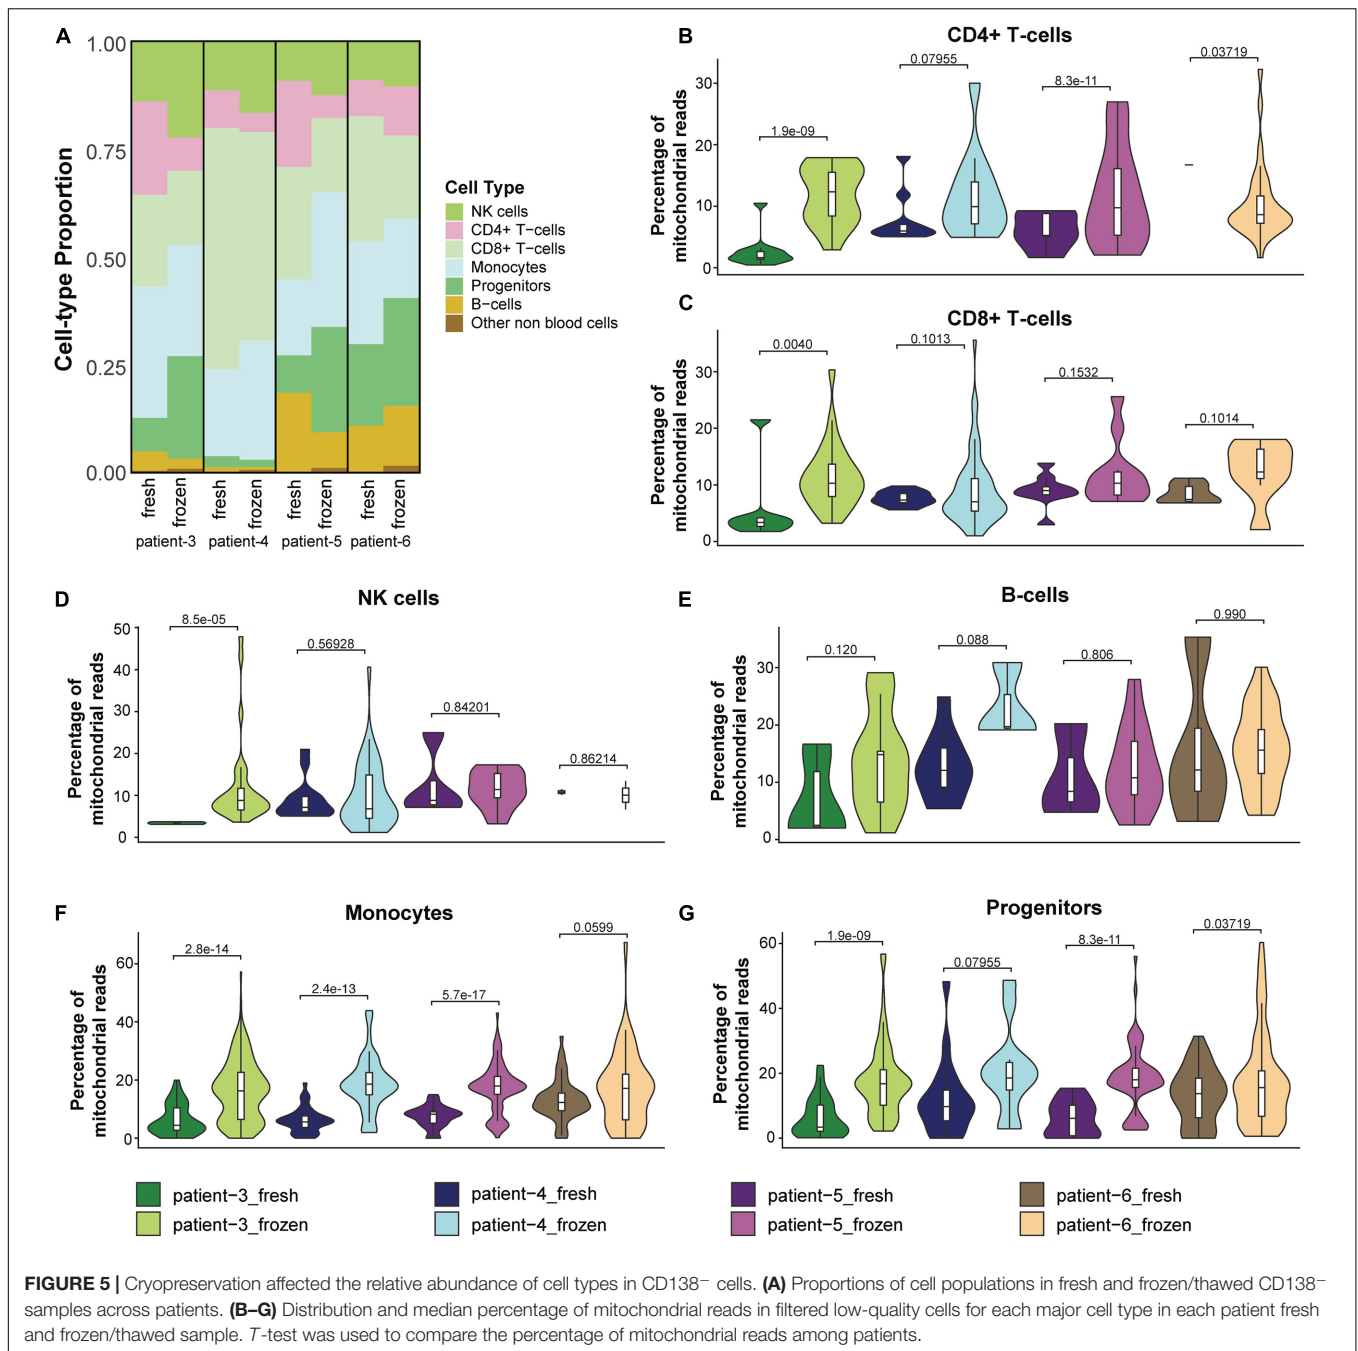 A
1.00
0.75
0.50
0.25
0.00
Cell-type Proportion
fresh
frozen
fresh
frozen
fresh
frozen
fresh
frozen
patient-3
patient-4
patient-5
patient-6
Cell Type
NK cells
CD4+ T−cells
CD8+ T−cells
Monocytes
Progenitors
B−cells
Other non blood cells
B
CD4+ T-cells
Percentage of
mitochondrial reads
30
20
10
0
1.9e-09
0.07955
8.3e-11
0.03719
C
CD8+ T-cells
Percentage of
mitochondrial reads
30
20
10
0
0.0040
0.1013
0.1532
0.1014
D
NK cells
Percentage of
mitochondrial reads
50
40
30
20
10
0
8.5e-05
0.56928
0.84201
0.86214
E
B-cells
Percentage of
mitochondrial reads
30
20
10
0
0.120
0.088
0.806
0.990
F
Monocytes
Percentage of
mitochondrial reads
60
40
20
0
2.8e-14
2.4e-13
5.7e-17
0.0599
G
Progenitors
Percentage of
mitochondrial reads
60
40
20
0
1.9e-09
0.07955
8.3e-11
0.03719
patient−3_fresh
patient−4_fresh
patient−5_fresh
patient−6_fresh
patient−3_frozen
patient−4_frozen
patient−5_frozen
patient−6_frozen
FIGURE 5 | Cryopreservation affected the relative abundance of cell types in CD138− cells. (A) Proportions of cell populations in fresh and frozen/thawed CD138−
samples across patients. (B–G) Distribution and median percentage of mitochondrial reads in filtered low-quality cells for each major cell type in each patient fresh
and frozen/thawed sample. T-test was used to compare the percentage of mitochondrial reads among patients.